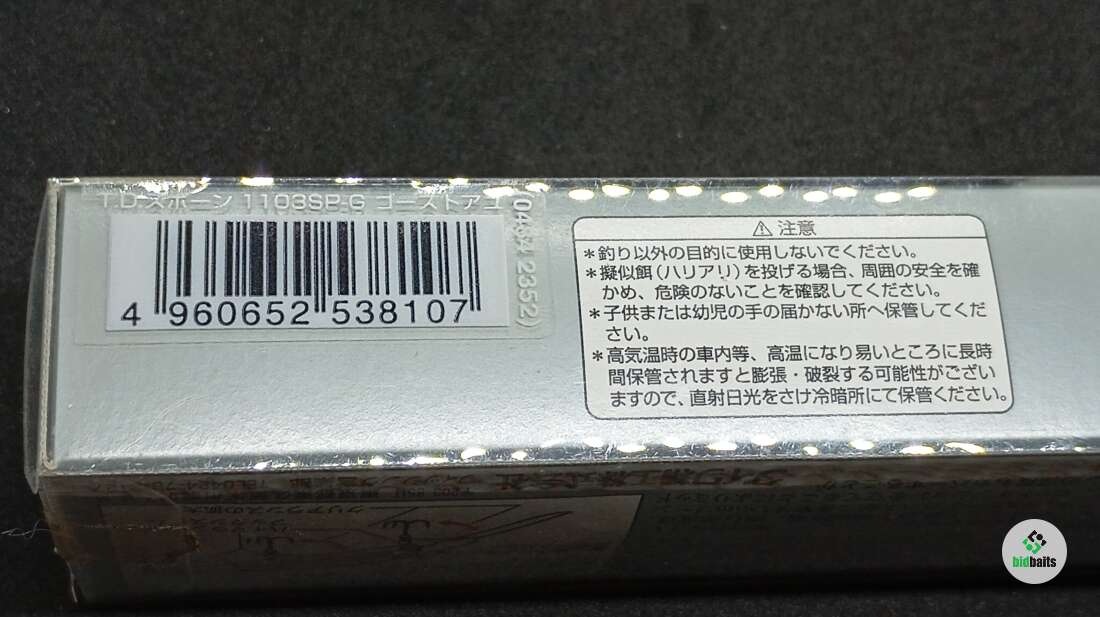 T.D スポーン 1103SP-G ゴーストアユ
4 960652 538107
2352)
⚠ 注意
*釣り以外の目的に使用しないでください。
*擬似餌(ハリアリ)を投げる場合、周囲の安全を確
かめ、危険のないことを確認してください。
*子供または幼児の手の届かない所へ保管してくだ
さい。
*高気温時の車内等、高温になり易いところに長時
間保管されますと膨張・破裂する可能性がござい
ますので、直射日光をさけ冷暗所にて保管ください。
bidbaits